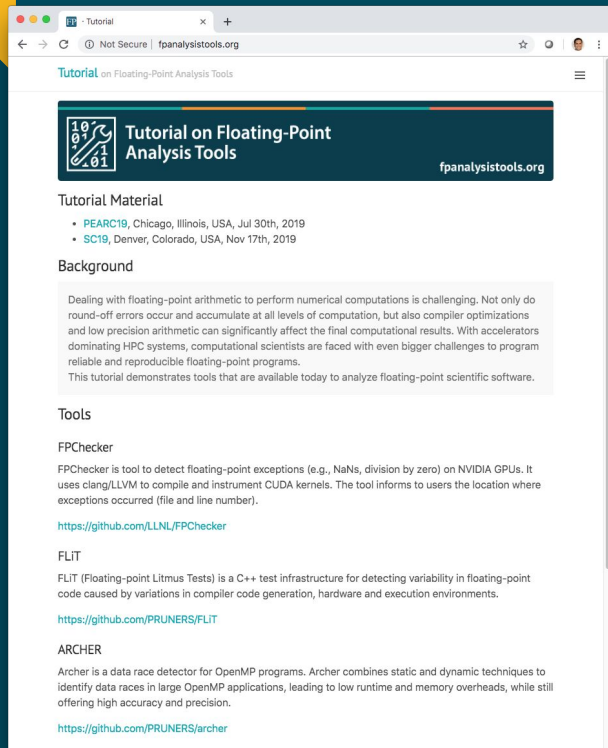 FP - Tutorial × +
Not Secure | fpanalysistools.org
Tutorial on Floating-Point Analysis Tools
Tutorial on Floating-Point
Analysis Tools
fpanalysistools.org
Tutorial Material
• PEARC19, Chicago, Illinois, USA, Jul 30th, 2019
• SC19, Denver, Colorado, USA, Nov 17th, 2019
Background
Dealing with floating-point arithmetic to perform numerical computations is challenging. Not only do
round-off errors occur and accumulate at all levels of computation, but also compiler optimizations
and low precision arithmetic can significantly affect the final computational results. With accelerators
dominating HPC systems, computational scientists are faced with even bigger challenges to program
reliable and reproducible floating-point programs.
This tutorial demonstrates tools that are available today to analyze floating-point scientific software.
Tools
FPChecker
FPChecker is tool to detect floating-point exceptions (e.g., NaNs, division by zero) on NVIDIA GPUs. It
uses clang/LLVM to compile and instrument CUDA kernels. The tool informs to users the location where
exceptions occurred (file and line number).
https://github.com/LLNL/FPChecker
FLiT
FLiT (Floating-point Litmus Tests) is a C++ test infrastructure for detecting variability in floating-point
code caused by variations in compiler code generation, hardware and execution environments.
https://github.com/PRUNERS/FLiT
ARCHER
Archer is a data race detector for OpenMP programs. Archer combines static and dynamic techniques to
identify data races in large OpenMP applications, leading to low runtime and memory overheads, while still
offering high accuracy and precision.
https://github.com/PRUNERS/archer